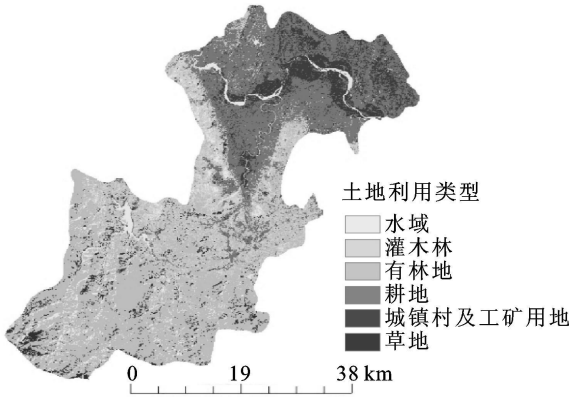 土地利用类型
水域
灌木林
有林地
耕地
城镇村及工矿用地
草地
0 19 38 km